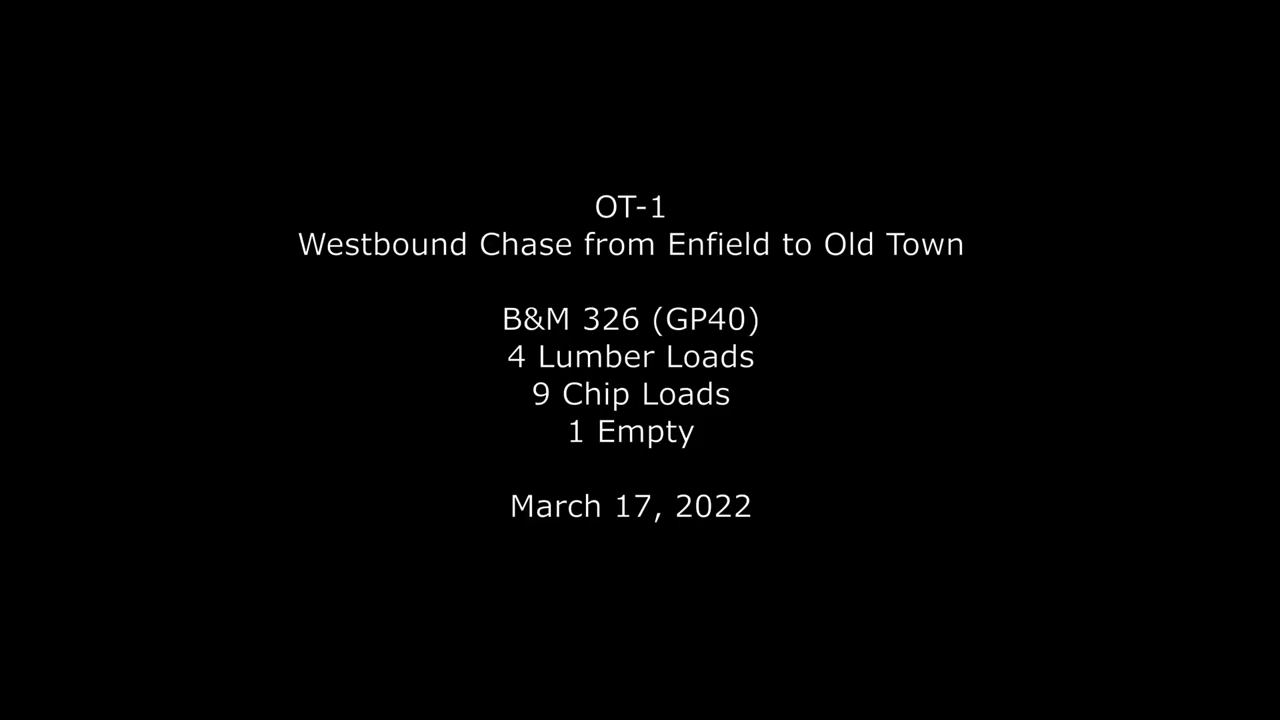 OT-1
Westbound Chase from Enfield to Old Town
B&M 326 (GP40)
4 Lumber Loads
9 Chip Loads
1 Empty
March 17, 2022